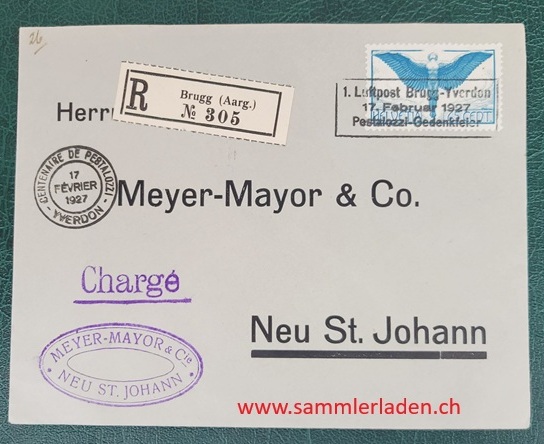 26
R
Brugg (Aarg.)
№ 305
1. Luftpost Brugg-Yverdon
17. Februar 1927
Pestalozzi-Gedenkfeier
HELVETIA
Herrn
CENTENAIRE DE PESTALOZZI
17
FÉVRIER
1927
- YVERDON -
Meyer-Mayor & Co.
Chargé
Neu St. Johann
MEYER-MAYOR & Cie
• NEU ST. JOHANN •
www.sammlerladen.ch